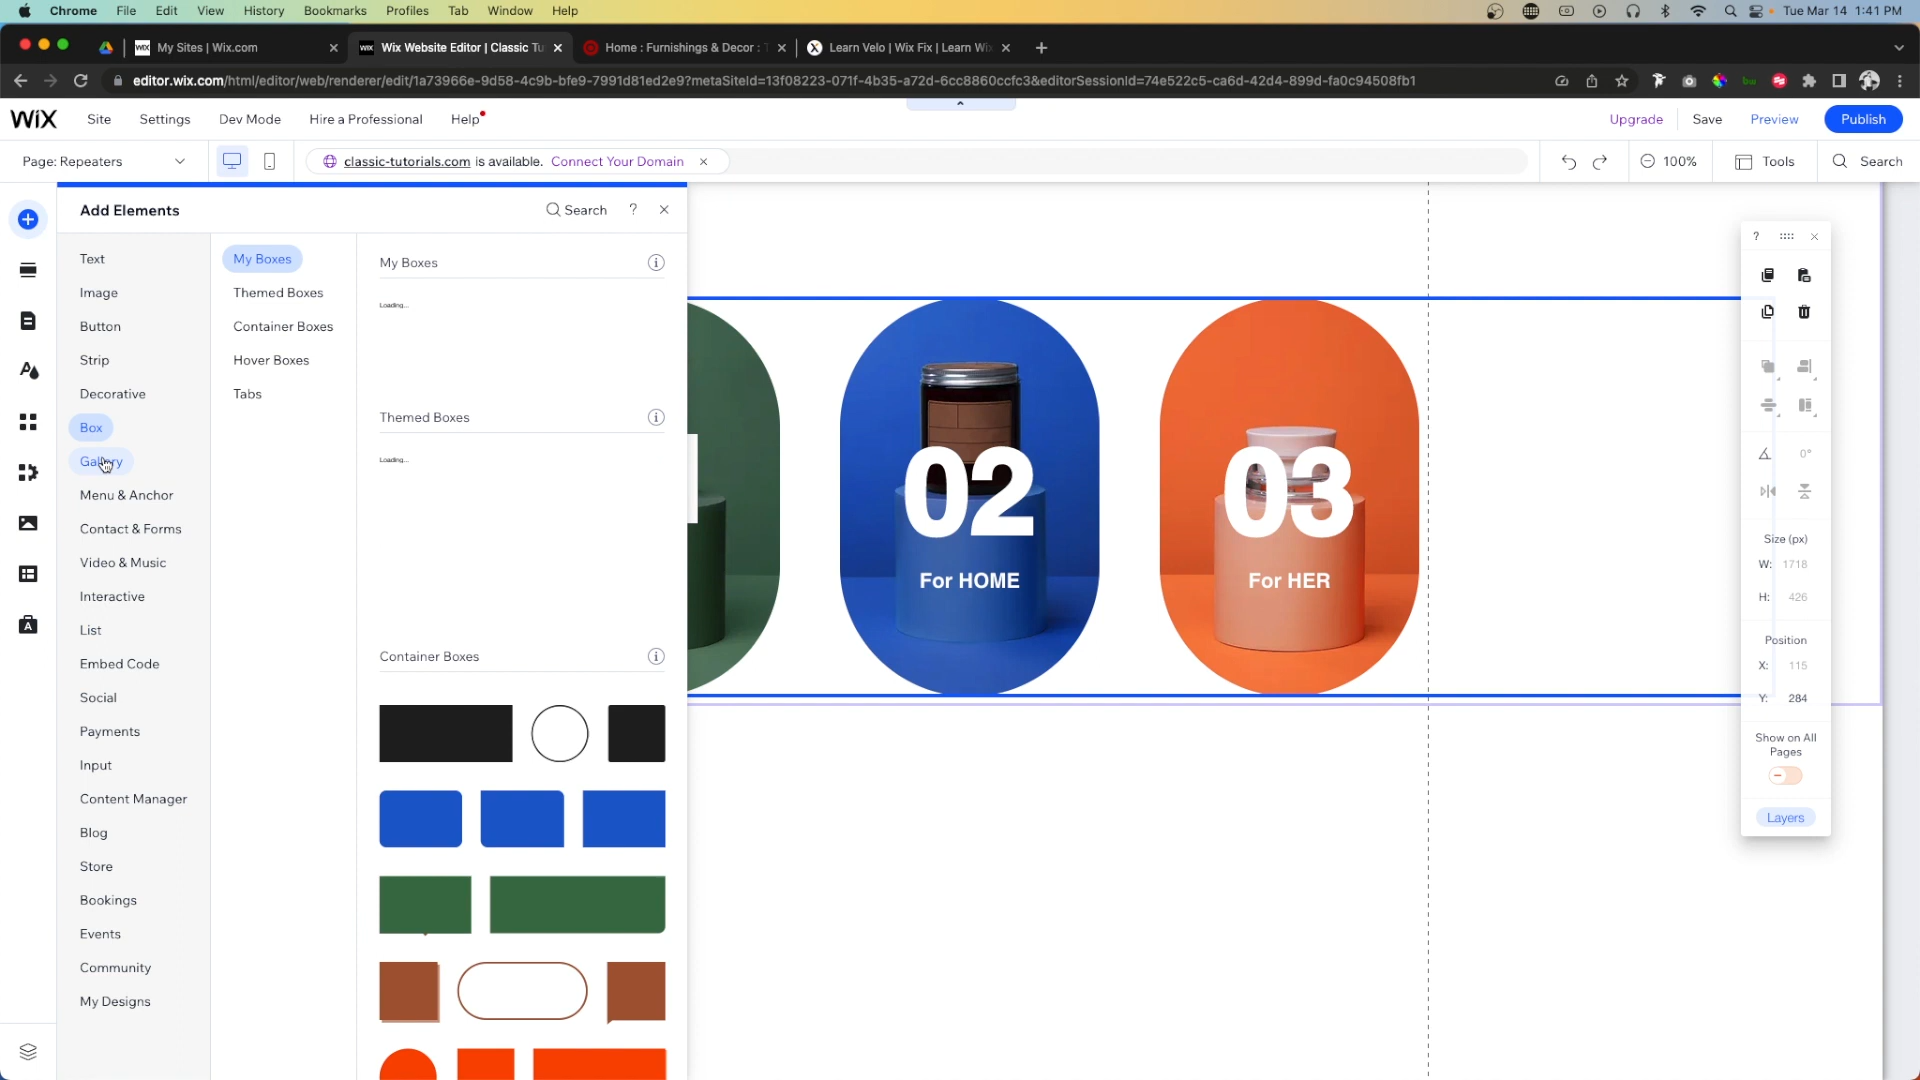 Chrome File Edit View History Bookmarks Profiles Tab Window Help Tue Mar 14 1:41 PM
WIX My Sites | Wix.com WIX Wix Website Editor | Classic Tu Home : Furnishings & Decor : T Learn Velo | Wix Fix | Learn Wix
editor.wix.com/html/editor/web/renderer/edit/1a73966e-9d58-4c9b-bfe9-7991d81ed2e9?metaSiteId=13f08223-071f-4b35-a72d-6cc8860ccfc3&editorSessionId=74e522c5-ca6d-42d4-899d-fa0c94508fb1
WiX Site Settings Dev Mode Hire a Professional Help Upgrade Save Preview Publish
Page: Repeaters classic-tutorials.com is available. Connect Your Domain 100% Tools Search
Add Elements Search ?
Text
Image
Button
Strip
Decorative
Box
Gallery
Menu & Anchor
Contact & Forms
Video & Music
Interactive
List
Embed Code
Social
Payments
Input
Content Manager
Blog
Store
Bookings
Events
Community
My Designs
My Boxes
Themed Boxes
Container Boxes
Hover Boxes
Tabs
My Boxes
Loading...
Themed Boxes
Loading...
Container Boxes
02
For HOME
03
For HER
?
0°
Size (px)
W: 1718
H: 426
Position
X: 115
Y: 284
Show on All
Pages
Layers